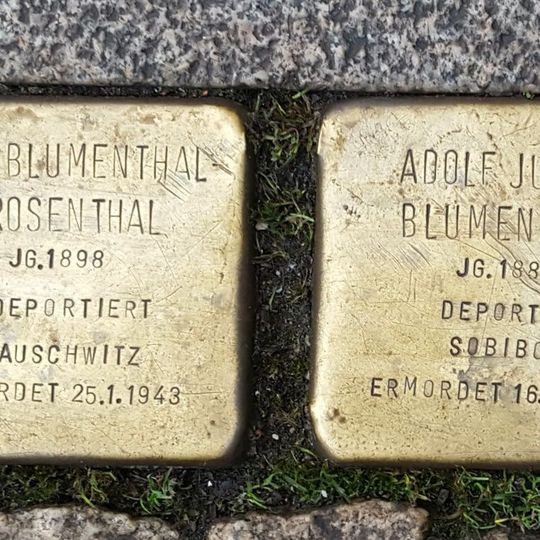 BLUMENTHAL-
ROSENTHAL
JG.1898
DEPORTIERT
AUSCHWITZ
RDET 25.1.1943
ADOLF JU
BLUMEN
JG.188
DEPORT
SOBIBO
ERMORDET 16.